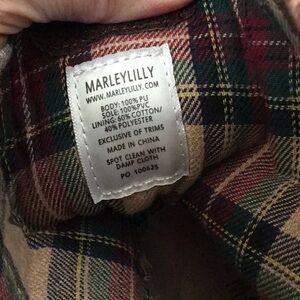 MARLEYLILLY
WWW.MARLEYLILLY.COM
BODY: 100% PU
SOLE: 100%PVC
LINING: 60% COTTON/
40% POLYESTER
EXCLUSIVE OF TRIMS
MADE IN CHINA
SPOT CLEAN WITH
DAMP CLOTH
PO 100625